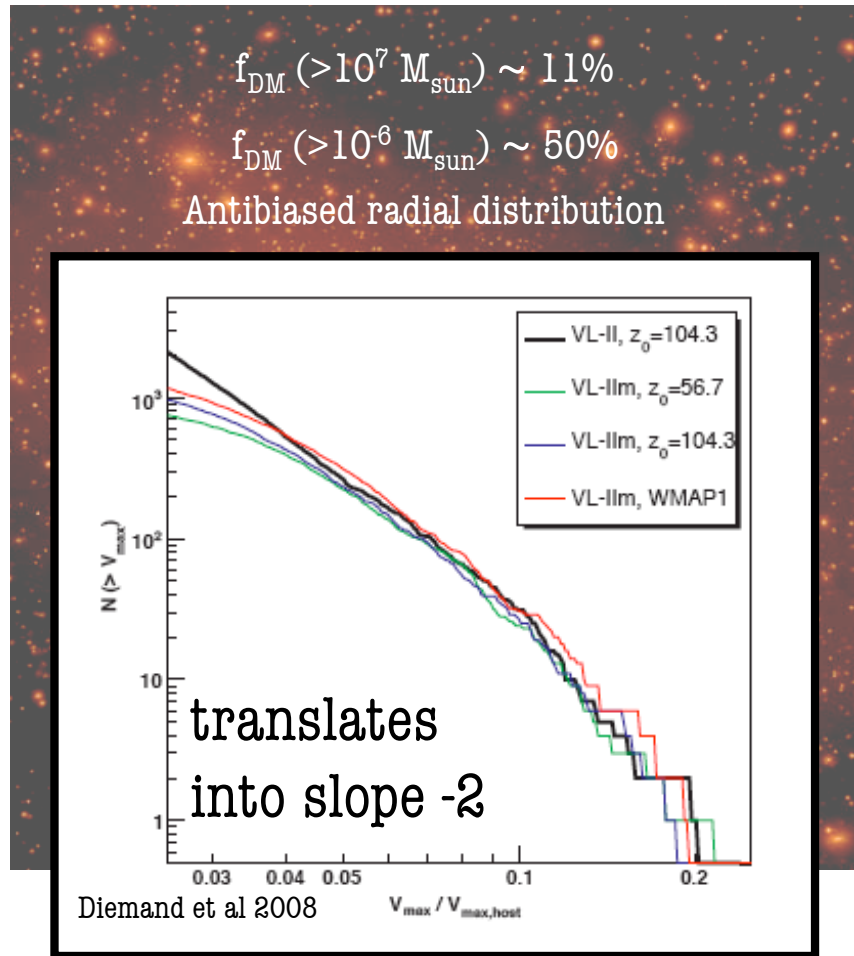 f_DM (>10^7 M_sun) ~ 11%
f_DM (>10^-6 M_sun) ~ 50%
Antibiased radial distribution
VL-II, z_0=104.3
VL-IIm, z_0=56.7
VL-IIm, z_0=104.3
VL-IIm, WMAP1
N (> V_max)
10^3
10^2
10
1
translates
into slope -2
0.03 0.04 0.05 0.1 0.2
Diemand et al 2008
V_max / V_max,host